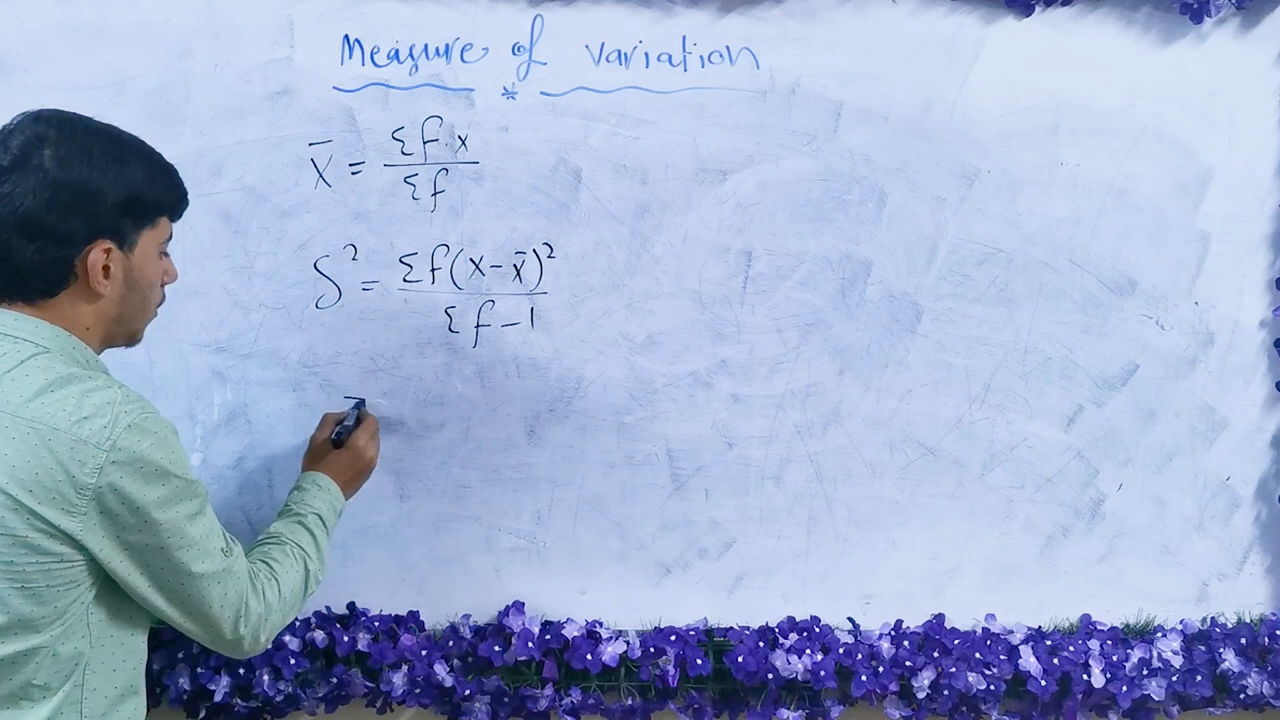 Measure of variation
*
x̄ = Σf·x / Σf
S² = Σf(x-x̄)² / Σf-1